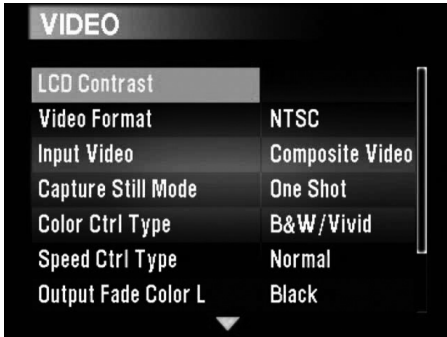 VIDEO
LCD Contrast
Video Format NTSC
Input Video Composite Video
Capture Still Mode One Shot
Color Ctrl Type B&W/Vivid
Speed Ctrl Type Normal
Output Fade Color L Black